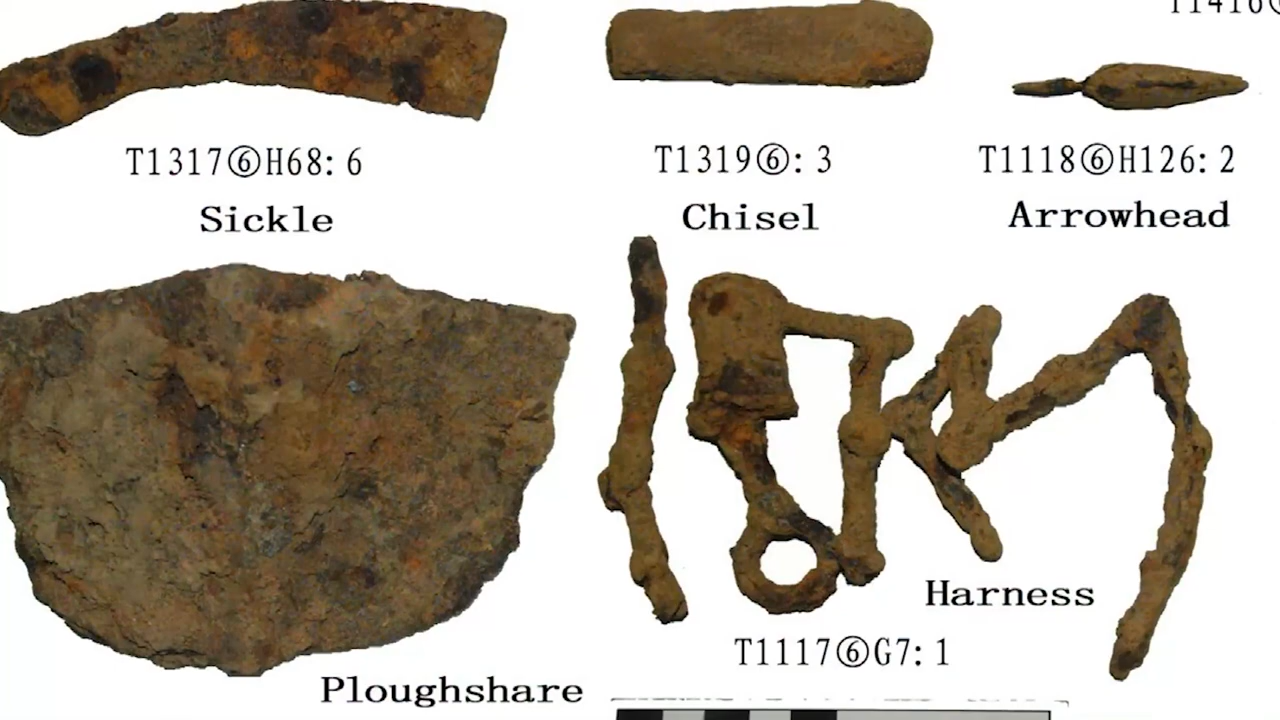 T1317⑥H68: 6
T1319⑥: 3
T1118⑥H126: 2
Sickle
Chisel
Arrowhead
Harness
T1117⑥G7: 1
Ploughshare